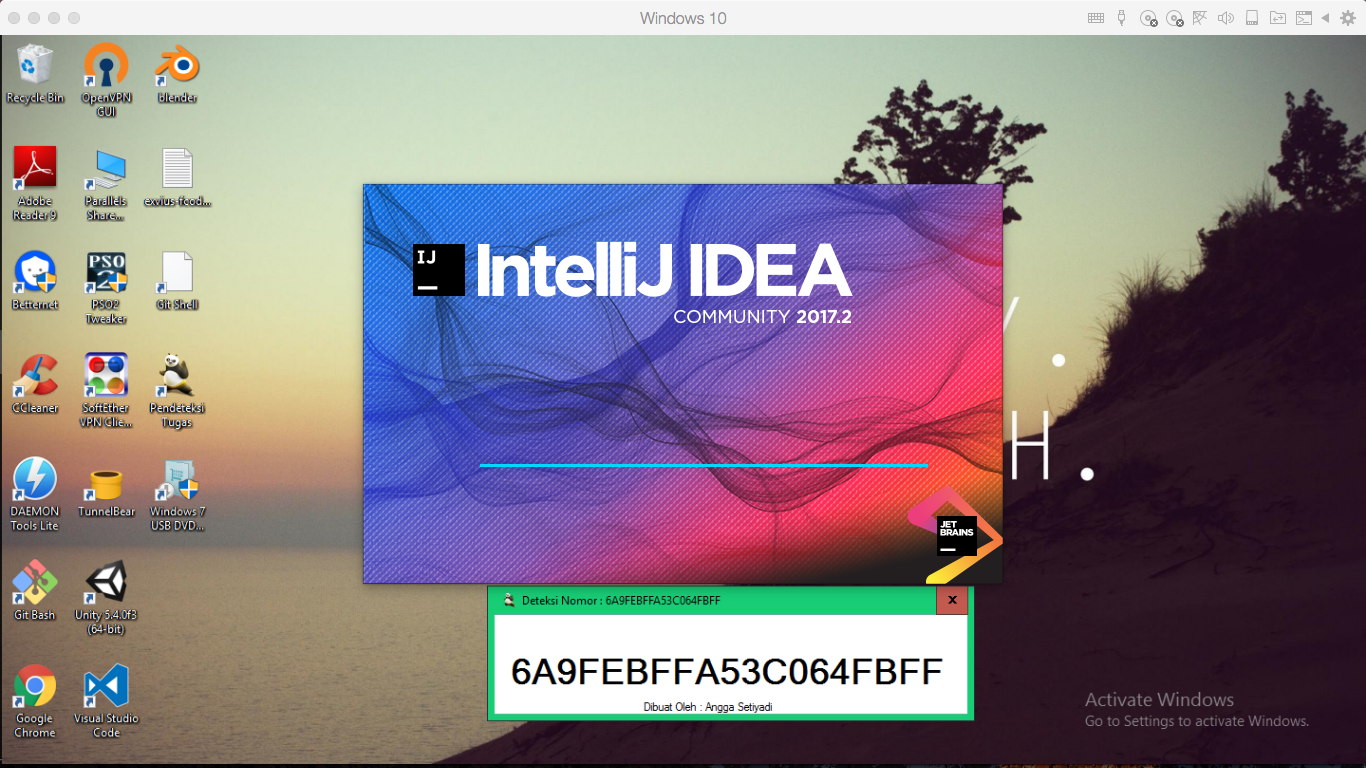 Windows 10
Recycle Bin
OpenVPN
GUI
blender
Adobe
Reader 9
Parallels
Share...
exvius-fcod...
Betternet
PSO2
PSO2
Tweaker
Git Shell
CCleaner
SoftEther
VPN Clie...
Pendeteksi
Tugas
DAEMON
Tools Lite
TunnelBear
Windows 7
USB DVD...
Git Bash
Unity 5.4.0f3
(64-bit)
Google
Chrome
Visual Studio
Code
IJ
IntelliJ IDEA
COMMUNITY 2017.2
JET
BRAINS
H.
Deteksi Nomor : 6A9FEBFFA53C064FBFF
x
6A9FEBFFA53C064FBFF
Dibuat Oleh : Angga Setiyadi
Activate Windows
Go to Settings to activate Windows.